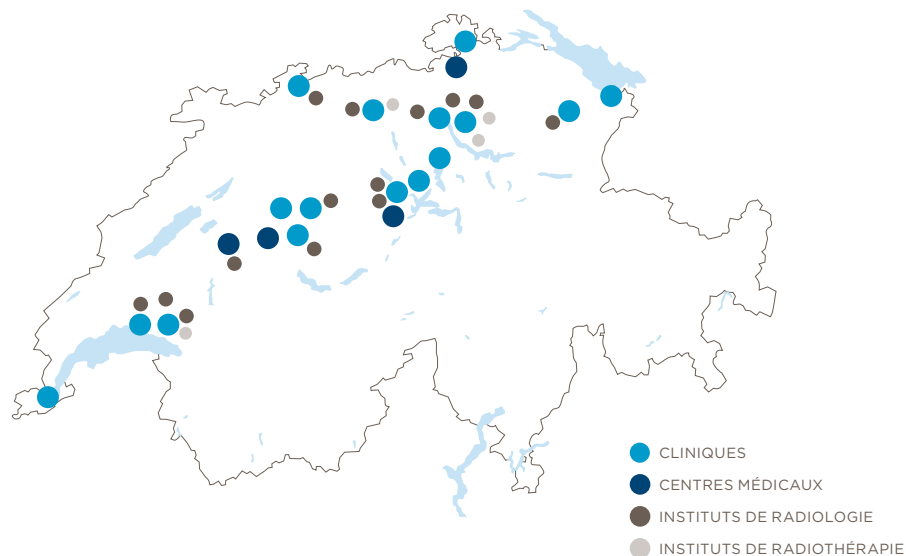 CLINIQUES
CENTRES MÉDICAUX
INSTITUTS DE RADIOLOGIE
INSTITUTS DE RADIOTHÉRAPIE